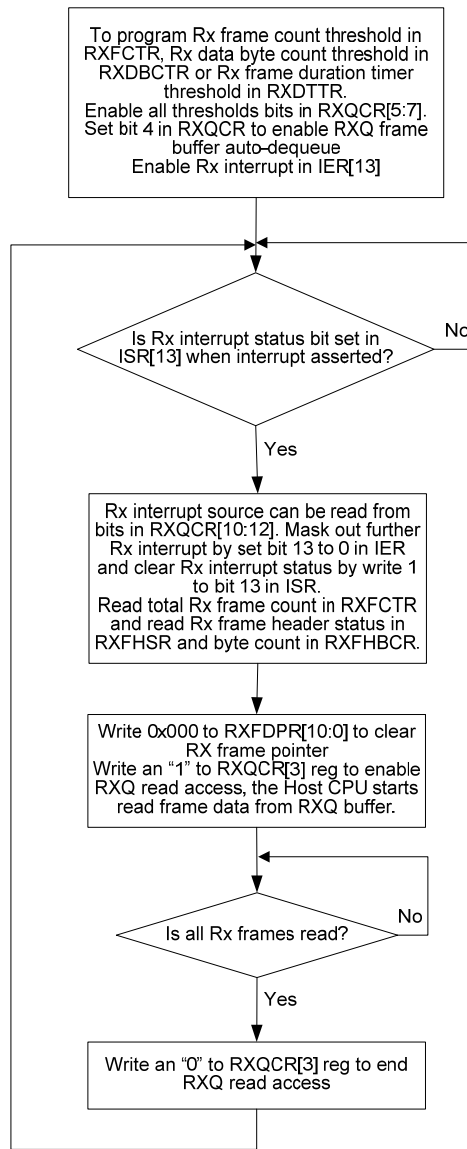 To program Rx frame count threshold in
RXFCTR, Rx data byte count threshold in
RXDBCTR or Rx frame duration timer
threshold in RXDTTR.
Enable all thresholds bits in RXQCR[5:7].
Set bit 4 in RXQCR to enable RXQ frame
buffer auto-dequeue
Enable Rx interrupt in IER[13]
Is Rx interrupt status bit set in
ISR[13] when interrupt asserted?
No
Yes
Rx interrupt source can be read from
bits in RXQCR[10:12]. Mask out further
Rx interrupt by set bit 13 to 0 in IER
and clear Rx interrupt status by write 1
to bit 13 in ISR.
Read total Rx frame count in RXFCTR
and read Rx frame header status in
RXFHSR and byte count in RXFHBCR.
Write 0x000 to RXFDPR[10:0] to clear
RX frame pointer
Write an “1” to RXQCR[3] reg to enable
RXQ read access, the Host CPU starts
read frame data from RXQ buffer.
Is all Rx frames read?
No
Yes
Write an “0” to RXQCR[3] reg to end
RXQ read access